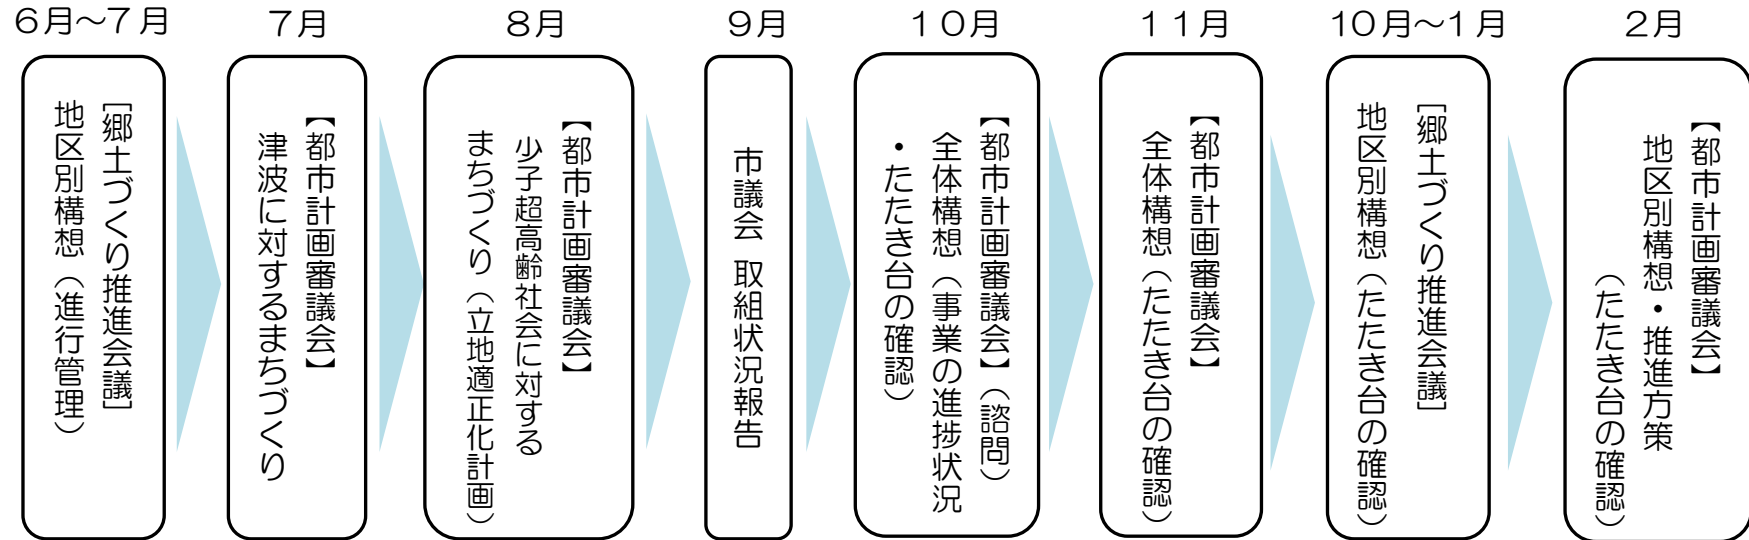 ６月～７月
［郷土づくり推進会議］
地区別構想（進行管理）
７月
【都市計画審議会】
津波に対するまちづくり
８月
【都市計画審議会】
少子超高齢社会に対する
まちづくり（立地適正化計画）
９月
市議会 取組状況報告
１０月
【都市計画審議会】（諮問）
全体構想（事業の進捗状況
・たたき台の確認）
１１月
【都市計画審議会】
全体構想（たたき台の確認）
10月～１月
［郷土づくり推進会議］
地区別構想（たたき台の確認）
２月
【都市計画審議会】
地区別構想・推進方策
（たたき台の確認）